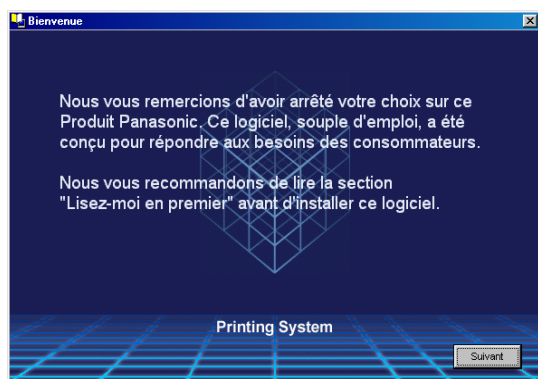 Bienvenue
Nous vous remercions d'avoir arrêté votre choix sur ce
Produit Panasonic. Ce logiciel, souple d'emploi, a été
conçu pour répondre aux besoins des consommateurs.
Nous vous recommandons de lire la section
"Lisez-moi en premier" avant d'installer ce logiciel.
Printing System
Suivant